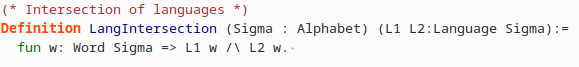 (* Intersection of languages *)
Definition LangIntersection (Sigma : Alphabet) (L1 L2:Language Sigma):=
  fun w: Word Sigma => L1 w /\ L2 w.